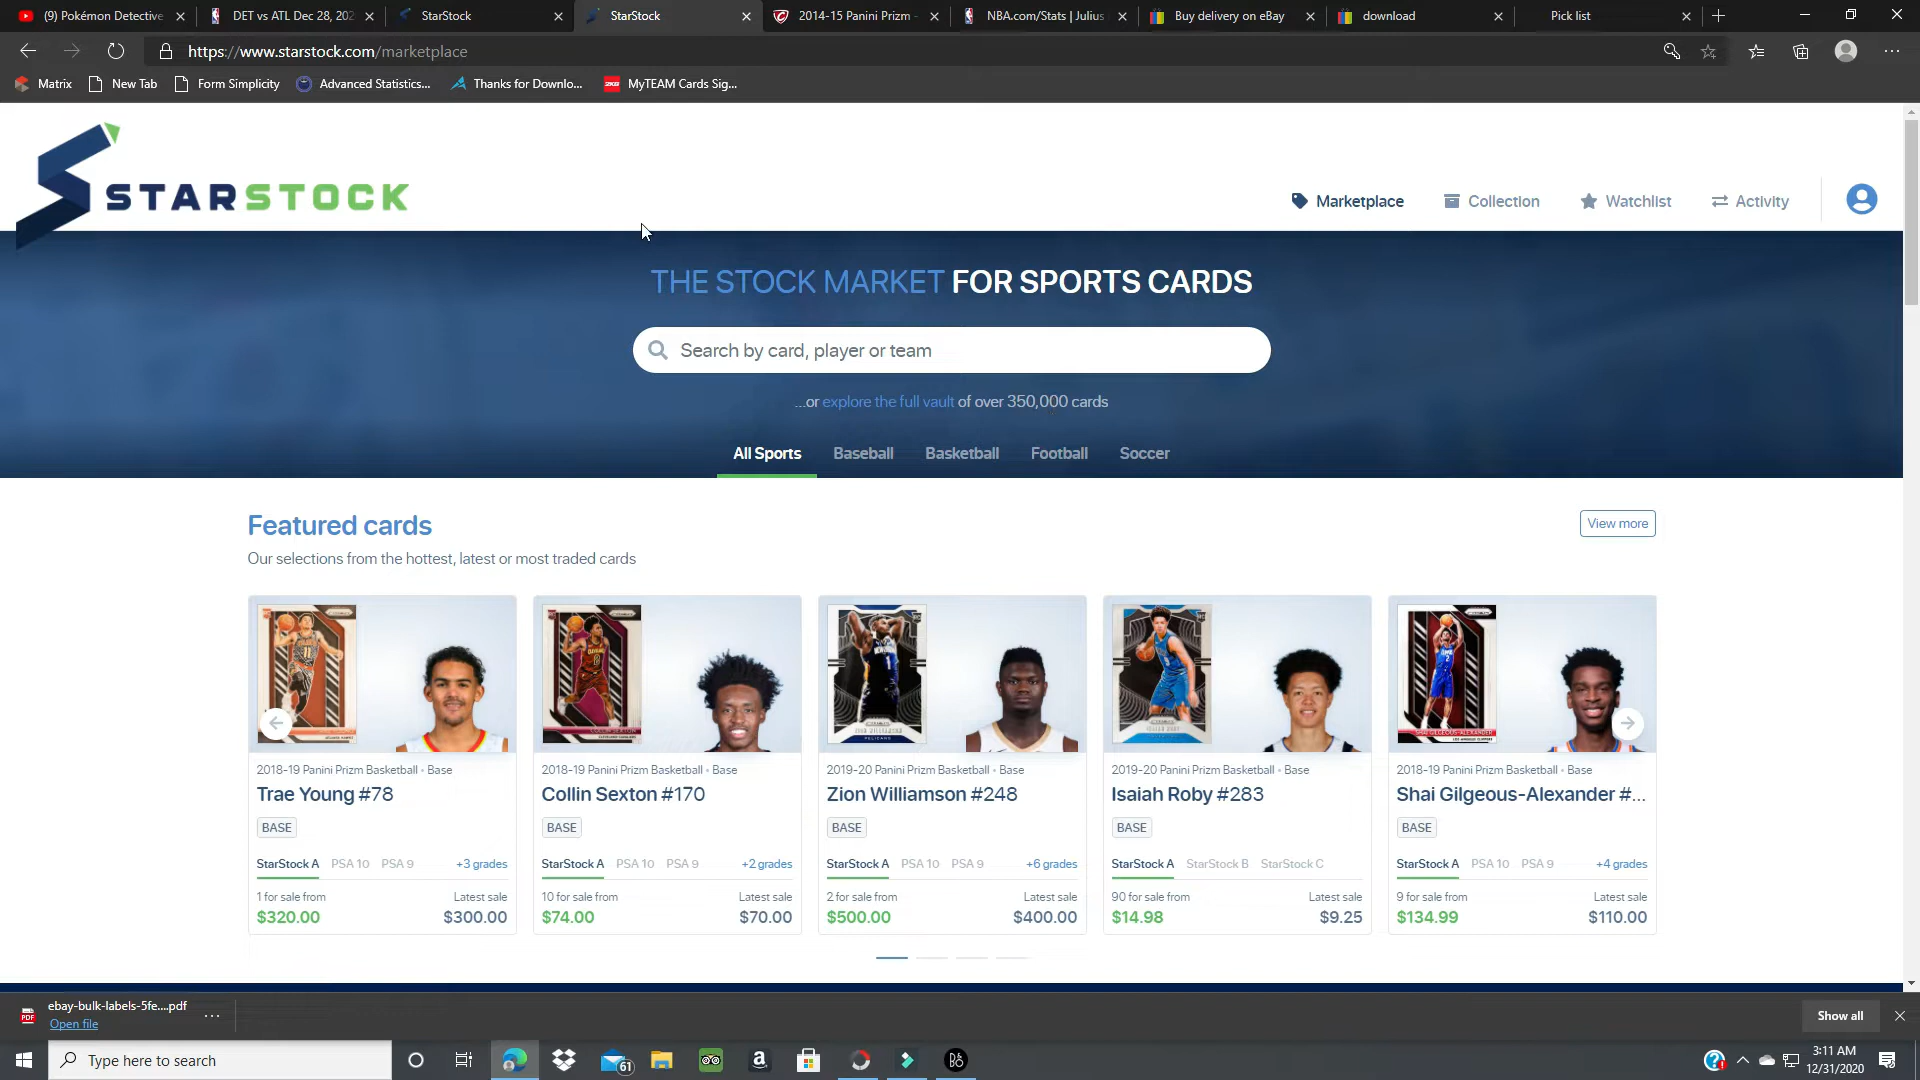 (9) Pokémon Detective
DET vs ATL Dec 28, 202
StarStock
StarStock
2014-15 Panini Prizm -
NBA.com/Stats | Julius
Buy delivery on eBay
download
Pick list
https://www.starstock.com/marketplace
Matrix
New Tab
Form Simplicity
Advanced Statistics...
Thanks for Downlo...
MyTEAM Cards Sig...
STARSTOCK
Marketplace
Collection
Watchlist
Activity
THE STOCK MARKET FOR SPORTS CARDS
Search by card, player or team
...or explore the full vault of over 350,000 cards
All Sports
Baseball
Basketball
Football
Soccer
Featured cards
View more
Our selections from the hottest, latest or most traded cards
2018-19 Panini Prizm Basketball • Base
Trae Young #78
BASE
StarStock A PSA 10 PSA 9 +3 grades
1 for sale from Latest sale
$320.00 $300.00
2018-19 Panini Prizm Basketball • Base
Collin Sexton #170
BASE
StarStock A PSA 10 PSA 9 +2 grades
10 for sale from Latest sale
$74.00 $70.00
2019-20 Panini Prizm Basketball • Base
Zion Williamson #248
BASE
StarStock A PSA 10 PSA 9 +6 grades
2 for sale from Latest sale
$500.00 $400.00
2019-20 Panini Prizm Basketball • Base
Isaiah Roby #283
BASE
StarStock A StarStock B StarStock C
90 for sale from Latest sale
$14.98 $9.25
2018-19 Panini Prizm Basketball • Base
Shai Gilgeous-Alexander #...
BASE
StarStock A PSA 10 PSA 9 +4 grades
9 for sale from Latest sale
$134.99 $110.00
ebay-bulk-labels-5fe....pdf
Open file
Show all
Type here to search
61
3:11 AM
12/31/2020